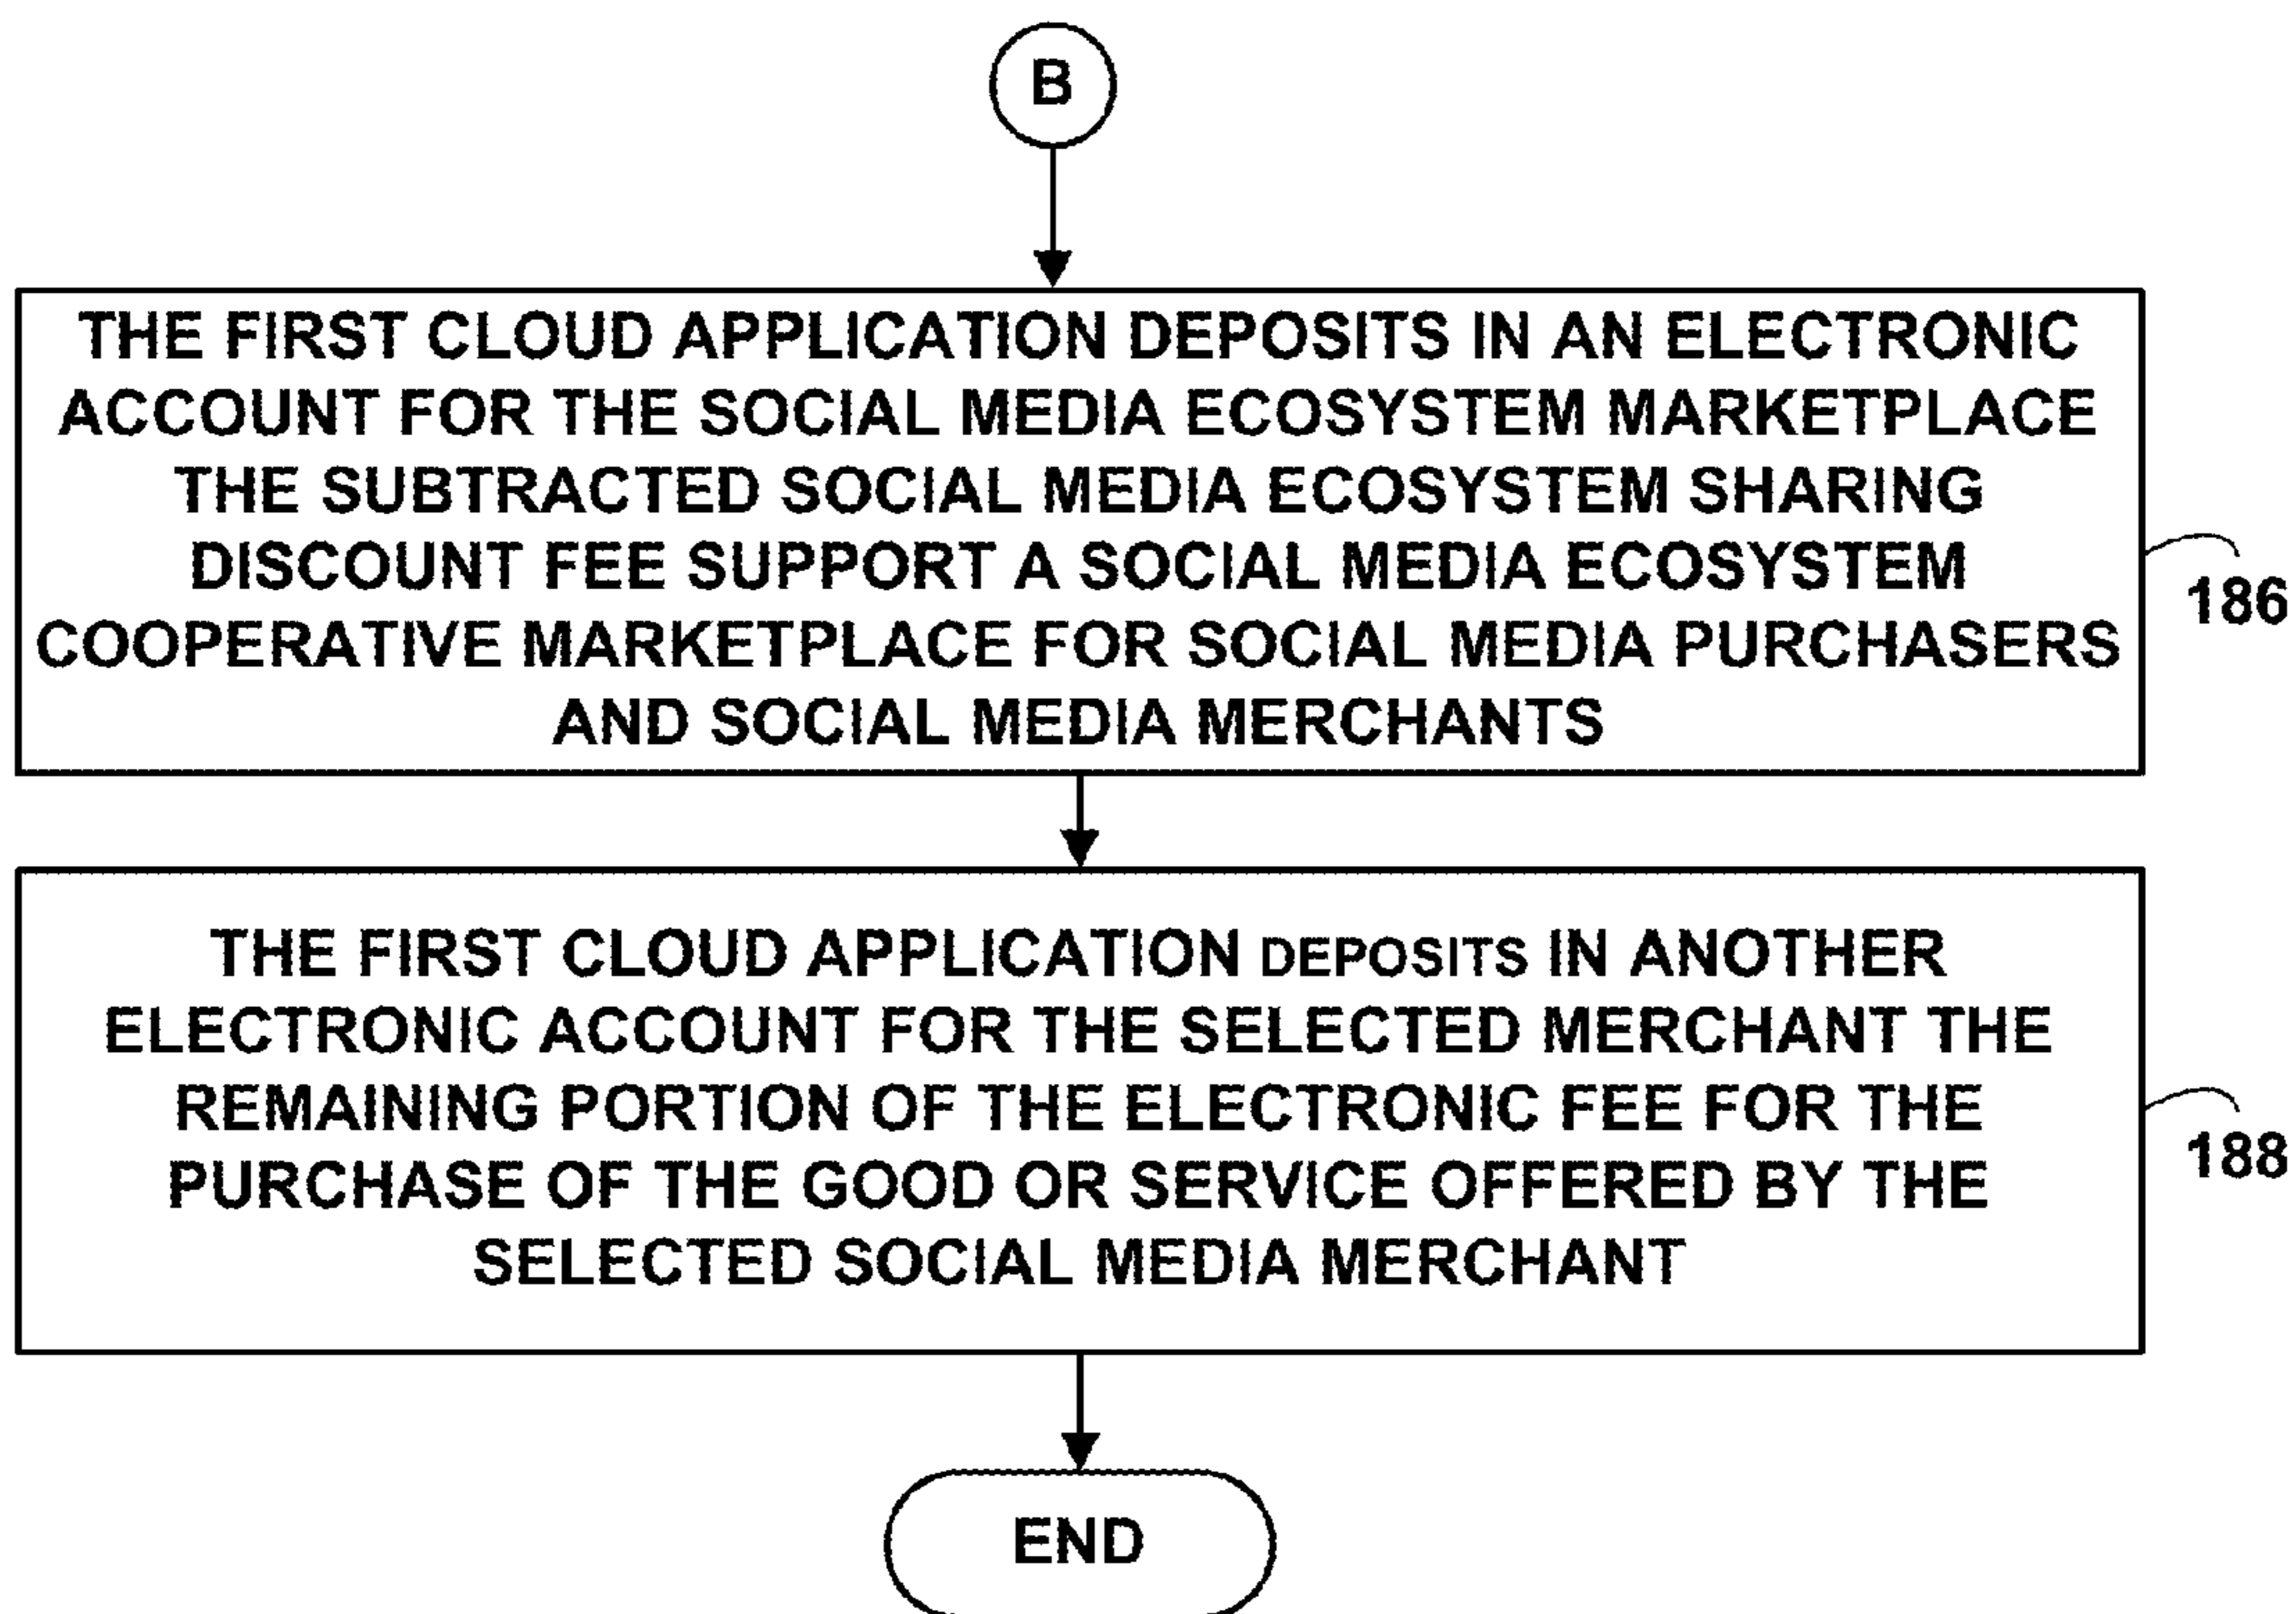 B
THE FIRST CLOUD APPLICATION DEPOSITS IN AN ELECTRONIC
ACCOUNT FOR THE SOCIAL MEDIA ECOSYSTEM MARKETPLACE
THE SUBTRACTED SOCIAL MEDIA ECOSYSTEM SHARING
DISCOUNT FEE SUPPORT A SOCIAL MEDIA ECOSYSTEM
COOPERATIVE MARKETPLACE FOR SOCIAL MEDIA PURCHASERS
AND SOCIAL MEDIA MERCHANTS
186
THE FIRST CLOUD APPLICATION DEPOSITS IN ANOTHER
ELECTRONIC ACCOUNT FOR THE SELECTED MERCHANT THE
REMAINING PORTION OF THE ELECTRONIC FEE FOR THE
PURCHASE OF THE GOOD OR SERVICE OFFERED BY THE
SELECTED SOCIAL MEDIA MERCHANT
188
END